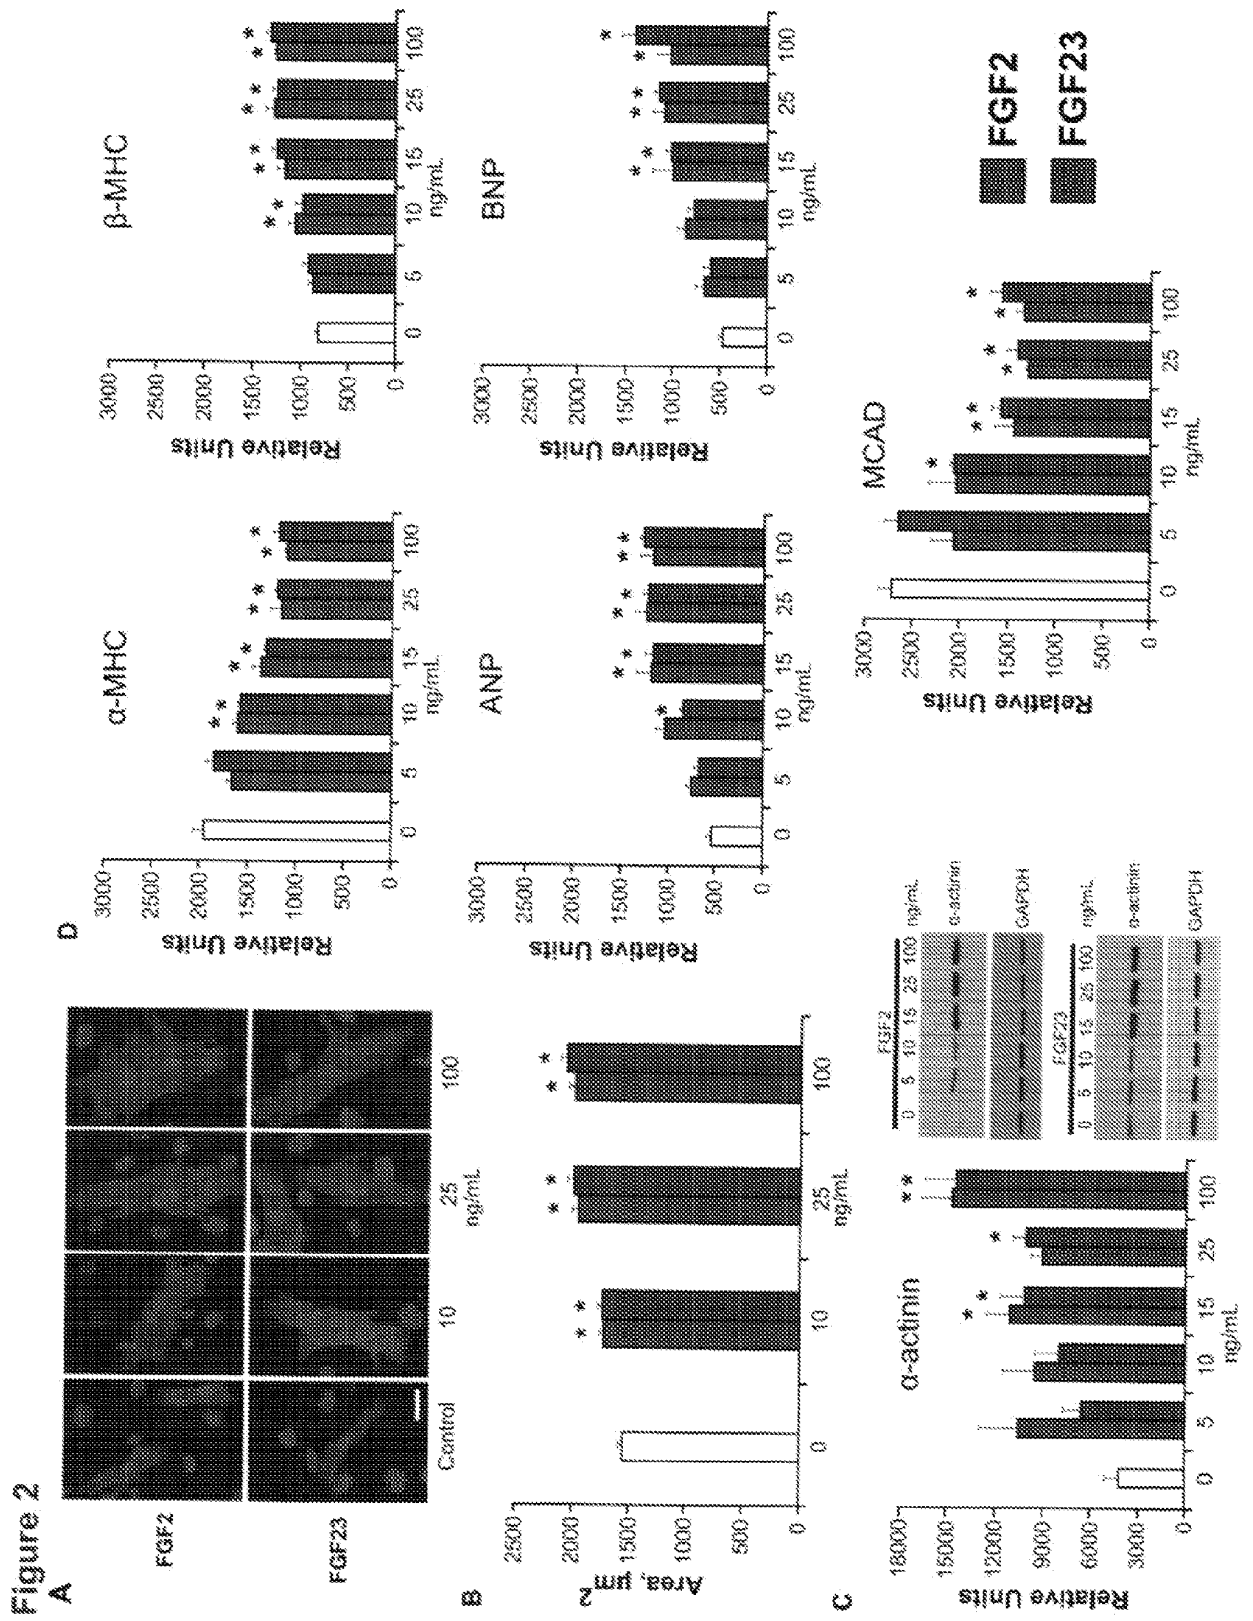 Figure 2
A
FGF2
FGF23
Control
10
25
100
ng/mL
B
Area, µm2
2500
2000
1500
1000
500
0
* * * * * *
0
10
25
100
ng/mL
C
α-actinin
Relative Units
18000
15000
12000
9000
6000
3000
0
* * * * *
0
5
10
15
25
100
ng/mL
FGF2
0 5 10 15 25 100 ng/mL
α-actinin
GAPDH
FGF23
0 5 10 15 25 100 ng/mL
α-actinin
GAPDH
D
α-MHC
Relative Units
3000
2500
2000
1500
1000
500
0
* * * * * * * *
0
5
10
15
25
100
ng/mL
β-MHC
Relative Units
3000
2500
2000
1500
1000
500
0
* * * * * * * *
0
5
10
15
25
100
ng/mL
ANP
Relative Units
3000
2500
2000
1500
1000
500
0
* * * * * * *
0
5
10
15
25
100
ng/mL
BNP
Relative Units
3000
2500
2000
1500
1000
500
0
* * * * * *
0
5
10
15
25
100
ng/mL
MCAD
Relative Units
3000
2500
2000
1500
1000
500
0
* * * * * * *
0
5
10
15
25
100
ng/mL
FGF2
FGF23